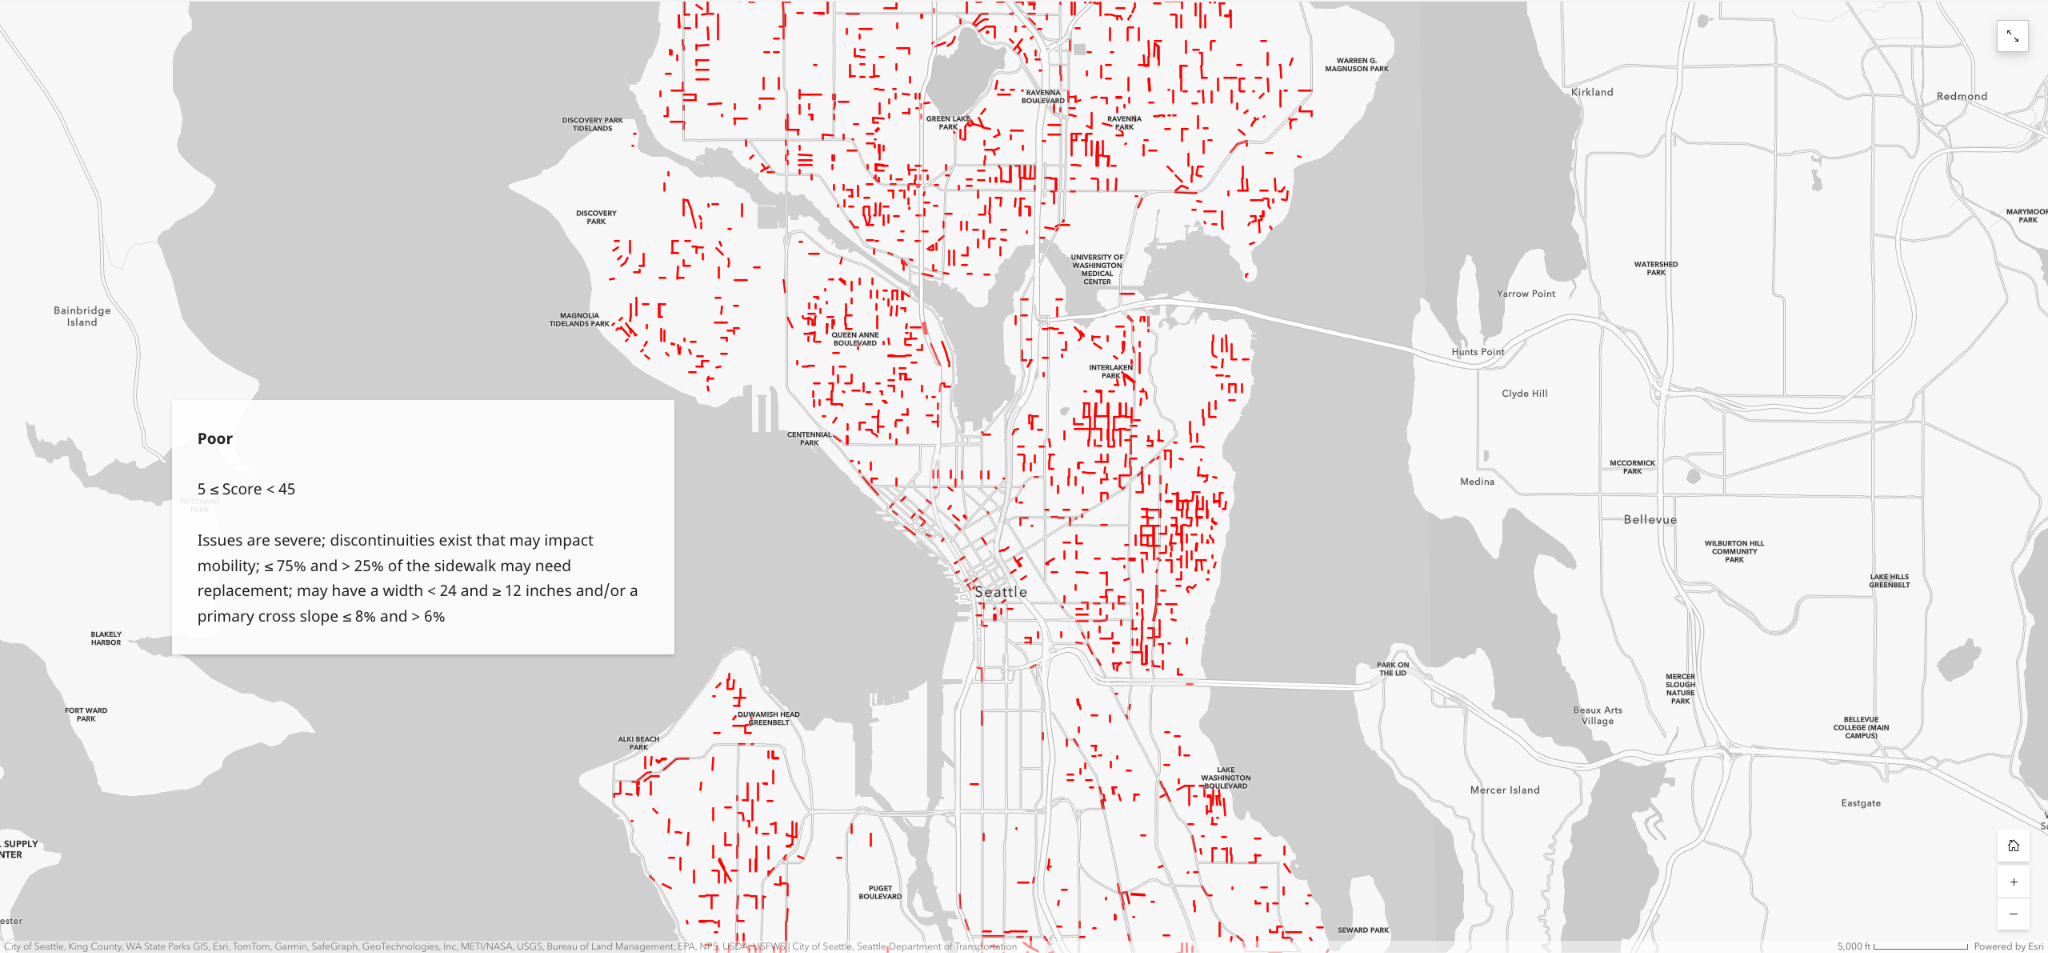 WARREN G.
MAGNUSON PARK
Kirkland
Redmond
RAVENNA
BOULEVARD
DISCOVERY PARK
TIDELANDS
GREEN LAKE
PARK
RAVENNA
PARK
DISCOVERY
PARK
MARYMOOR
PARK
UNIVERSITY OF
WASHINGTON
MEDICAL
CENTER
WATERSHED
PARK
Yarrow Point
Bainbridge
Island
MAGNOLIA
TIDELANDS PARK
QUEEN ANNE
BOULEVARD
Hunts Point
INTERLAKEN
PARK
Clyde Hill
CENTENNIAL
PARK
Poor
5 ≤ Score < 45
PRITCHARD
PARK
Issues are severe; discontinuities exist that may impact
mobility; ≤ 75% and > 25% of the sidewalk may need
replacement; may have a width < 24 and ≥ 12 inches and/or a
primary cross slope ≤ 8% and > 6%
MCCORMICK
PARK
Medina
Bellevue
WILBURTON HILL
COMMUNITY
PARK
LAKE HILLS
GREENBELT
Seattle
BLAKELY
HARBOR
PARK ON
THE LID
MERCER
SLOUGH
NATURE
PARK
FORT WARD
PARK
DUWAMISH HEAD
GREENBELT
Beaux Arts
Village
BELLEVUE
COLLEGE (MAIN
CAMPUS)
ALKI BEACH
PARK
LAKE
WASHINGTON
BOULEVARD
Mercer Island
Eastgate
SUPPLY
NTER
PUGET
BOULEVARD
ester
SEWARD PARK
+
−
City of Seattle, King County, WA State Parks GIS, Esri, TomTom, Garmin, SafeGraph, GeoTechnologies, Inc, METI/NASA, USGS, Bureau of Land Management, EPA, NPS, USDA, USFWS | City of Seattle, Seattle Department of Transportation
5,000 ft
Powered by Esri